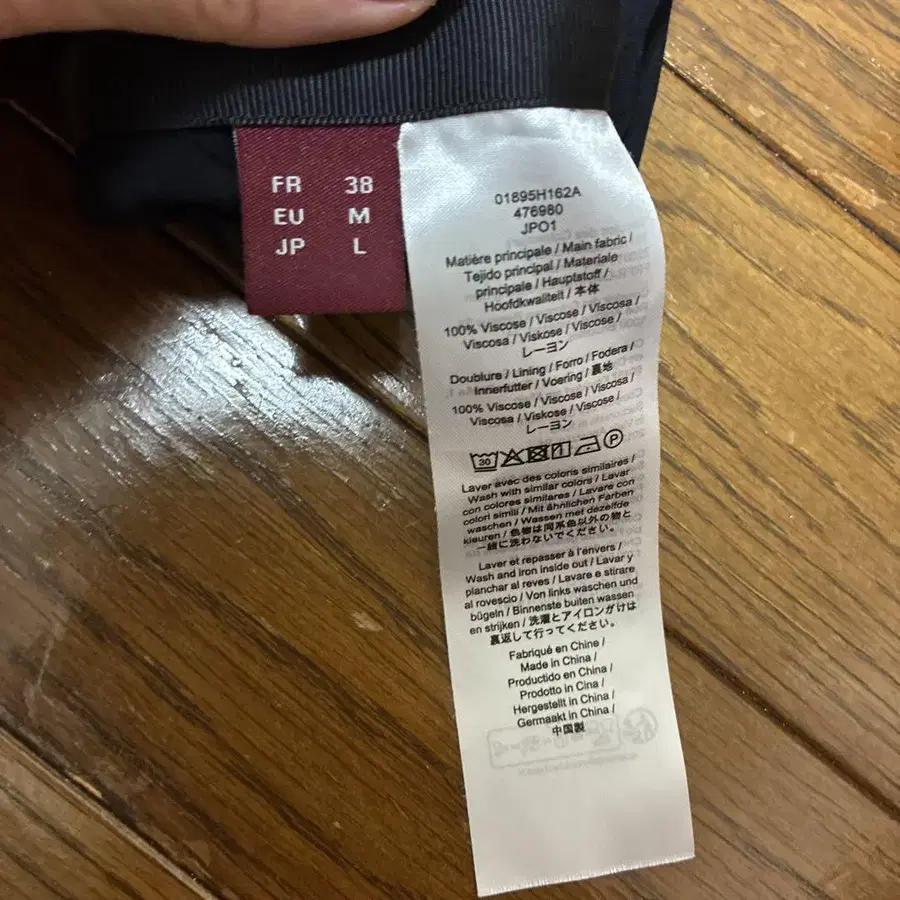 FR 38
EU M
JP L
01895H162A
476980
JPO1
Matière principale / Main fabric /
Tejido principal / Materiale
principale / Hauptstoff /
Hoofdkwaliteit / 本体
100% Viscose / Viscose / Viscosa /
Viscosa / Viskose / Viscose /
レーヨン
Doublure / Lining / Forro / Fodera /
Innerfutter / Voering / 裏地
100% Viscose / Viscose / Viscosa /
Viscosa / Viskose / Viscose /
レーヨン
30 P
Laver avec des coloris similaires /
Wash with similar colors / Lavar
con colores similares / Lavare con
colori simili / Mit ähnlichen Farben
waschen / Wassen met dezelfde
kleuren / 色物は同系色以外の物と
一緒に洗わないでください。
Laver et repasser à l'envers /
Wash and iron inside out / Lavar y
planchar al reves / Lavare e stirare
al rovescio / Von links waschen und
bügeln / Binnenste buiten wassen
en strijken / 洗濯とアイロンがけは
裏返して行ってください。
Fabriqué en Chine /
Made in China /
Productido en China /
Prodotto in Cina /
Hergestellt in China /
Germaakt in China /
中国製